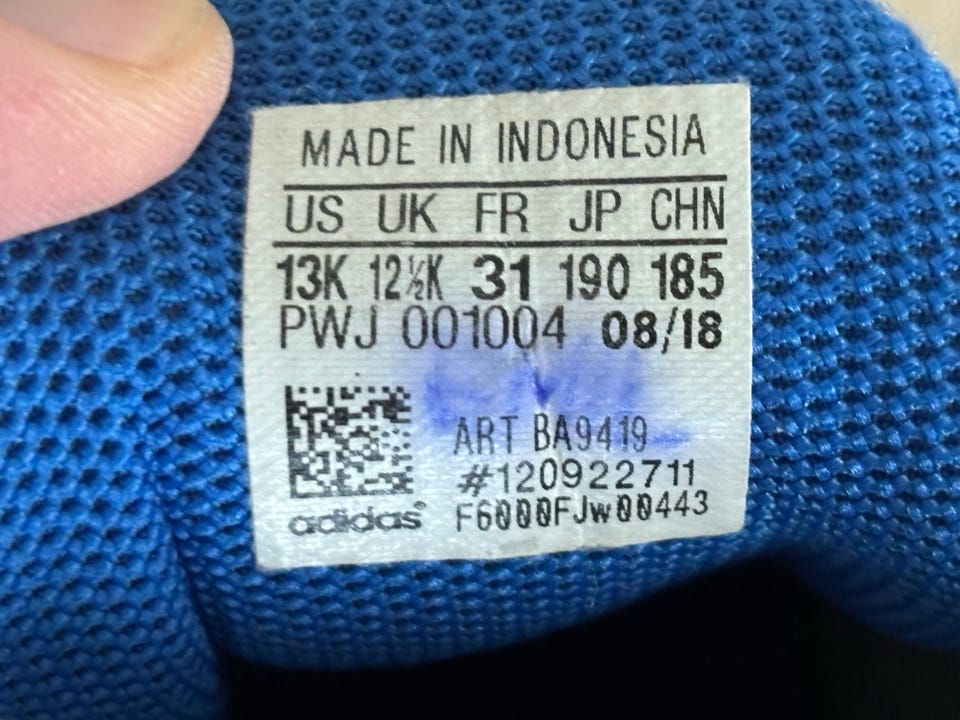 MADE IN INDONESIA
US UK FR JP CHN
13K 12½K 31 190 185
PWJ 001004 08/18
ART BA9419
#120922711
adidas® F6000FJw00443